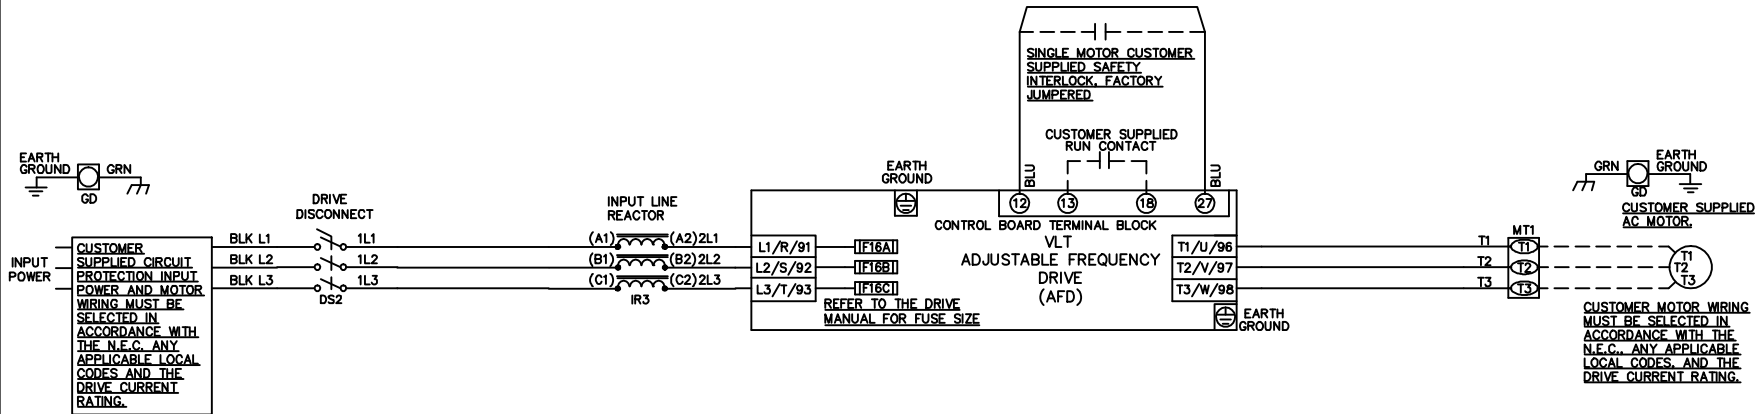 SINGLE MOTOR CUSTOMER
SUPPLIED SAFETY
INTERLOCK, FACTORY
JUMPERED
CUSTOMER SUPPLIED
RUN CONTACT
BLU
BLU
EARTH
GROUND
GRN
GD
DRIVE
DISCONNECT
INPUT LINE
REACTOR
EARTH
GROUND
12
13
18
27
CONTROL BOARD TERMINAL BLOCK
VLT
ADJUSTABLE FREQUENCY
DRIVE
(AFD)
GRN
EARTH
GROUND
GD
CUSTOMER SUPPLIED
AC MOTOR.
INPUT
POWER
CUSTOMER
SUPPLIED CIRCUIT
PROTECTION INPUT
POWER AND MOTOR
WIRING MUST BE
SELECTED IN
ACCORDANCE WITH
THE N.E.C. ANY
APPLICABLE LOCAL
CODES AND THE
DRIVE CURRENT
RATING.
BLK L1
BLK L2
BLK L3
1L1
1L2
1L3
DS2
(A1) (A2) 2L1
(B1) (B2) 2L2
(C1) (C2) 2L3
IR3
L1/R/91
L2/S/92
L3/T/93
F16A
F16B
F16C
REFER TO THE DRIVE
MANUAL FOR FUSE SIZE
T1/U/96
T2/V/97
T3/W/98
EARTH
GROUND
T1
T2
T3
MT1
T1
T2
T3
T1
T2
T3
CUSTOMER MOTOR WIRING
MUST BE SELECTED IN
ACCORDANCE WITH THE
N.E.C., ANY APPLICABLE
LOCAL CODES, AND THE
DRIVE CURRENT RATING.